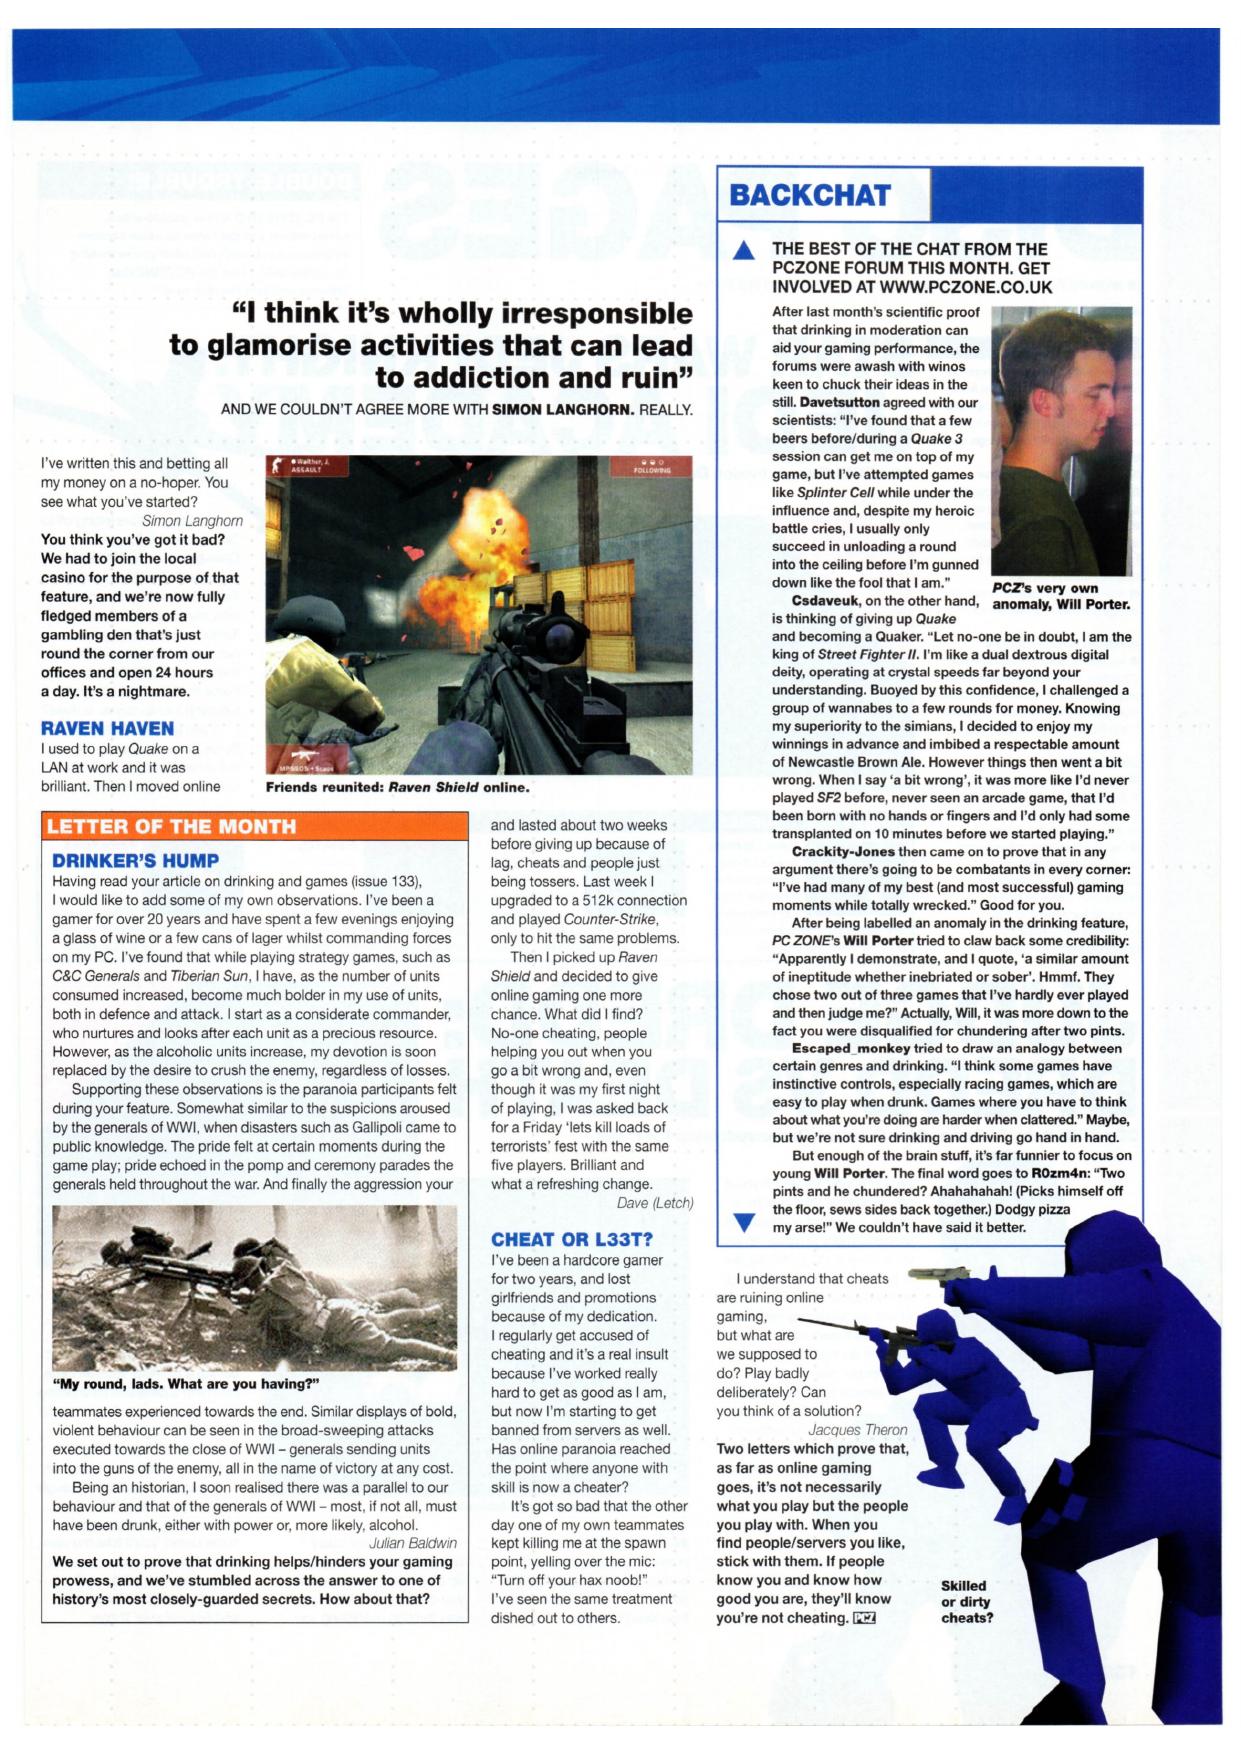 “I think it’s wholly irresponsible
to glamorise activities that can lead
to addiction and ruin”
AND WE COULDN’T AGREE MORE WITH SIMON LANGHORN. REALLY.
I’ve written this and betting all
my money on a no-hoper. You
see what you’ve started?
Simon Langhorn
You think you’ve got it bad?
We had to join the local
casino for the purpose of that
feature, and we’re now fully
fledged members of a
gambling den that’s just
round the corner from our
offices and open 24 hours
a day. It’s a nightmare.
Walther, J.
ASSAULT
FOLLOWING
Friends reunited: Raven Shield online.
RAVEN HAVEN
I used to play Quake on a
LAN at work and it was
brilliant. Then I moved online
and lasted about two weeks
before giving up because of
lag, cheats and people just
being tossers. Last week I
upgraded to a 512k connection
and played Counter-Strike,
only to hit the same problems.
Then I picked up Raven
Shield and decided to give
online gaming one more
chance. What did I find?
No-one cheating, people
helping you out when you
go a bit wrong and, even
though it was my first night
of playing, I was asked back
for a Friday ‘lets kill loads of
terrorists’ fest with the same
five players. Brilliant and
what a refreshing change.
Dave (Letch)
LETTER OF THE MONTH
DRINKER’S HUMP
Having read your article on drinking and games (issue 133),
I would like to add some of my own observations. I’ve been a
gamer for over 20 years and have spent a few evenings enjoying
a glass of wine or a few cans of lager whilst commanding forces
on my PC. I’ve found that while playing strategy games, such as
C&C Generals and Tiberian Sun, I have, as the number of units
consumed increased, become much bolder in my use of units,
both in defence and attack. I start as a considerate commander,
who nurtures and looks after each unit as a precious resource.
However, as the alcoholic units increase, my devotion is soon
replaced by the desire to crush the enemy, regardless of losses.
Supporting these observations is the paranoia participants felt
during your feature. Somewhat similar to the suspicions aroused
by the generals of WWI, when disasters such as Gallipoli came to
public knowledge. The pride felt at certain moments during the
game play; pride echoed in the pomp and ceremony parades the
generals held throughout the war. And finally the aggression your
“My round, lads. What are you having?”
teammates experienced towards the end. Similar displays of bold,
violent behaviour can be seen in the broad-sweeping attacks
executed towards the close of WWI – generals sending units
into the guns of the enemy, all in the name of victory at any cost.
Being an historian, I soon realised there was a parallel to our
behaviour and that of the generals of WWI – most, if not all, must
have been drunk, either with power or, more likely, alcohol.
Julian Baldwin
We set out to prove that drinking helps/hinders your gaming
prowess, and we’ve stumbled across the answer to one of
history’s most closely-guarded secrets. How about that?
CHEAT OR L33T?
I’ve been a hardcore gamer
for two years, and lost
girlfriends and promotions
because of my dedication.
I regularly get accused of
cheating and it’s a real insult
because I’ve worked really
hard to get as good as I am,
but now I’m starting to get
banned from servers as well.
Has online paranoia reached
the point where anyone with
skill is now a cheater?
It’s got so bad that the other
day one of my own teammates
kept killing me at the spawn
point, yelling over the mic:
“Turn off your hax noob!”
I’ve seen the same treatment
dished out to others.
I understand that cheats
are ruining online
gaming,
but what are
we supposed to
do? Play badly
deliberately? Can
you think of a solution?
Jacques Theron
Two letters which prove that,
as far as online gaming
goes, it’s not necessarily
what you play but the people
you play with. When you
find people/servers you like,
stick with them. If people
know you and know how
good you are, they’ll know
you’re not cheating. PCZ
Skilled
or dirty
cheats?
BACKCHAT
THE BEST OF THE CHAT FROM THE
PCZONE FORUM THIS MONTH. GET
INVOLVED AT WWW.PCZONE.CO.UK
After last month’s scientific proof
that drinking in moderation can
aid your gaming performance, the
forums were awash with winos
keen to chuck their ideas in the
still. Davetsutton agreed with our
scientists: “I’ve found that a few
beers before/during a Quake 3
session can get me on top of my
game, but I’ve attempted games
like Splinter Cell while under the
influence and, despite my heroic
battle cries, I usually only
succeed in unloading a round
into the ceiling before I’m gunned
down like the fool that I am.”
PCZ’s very own
anomaly, Will Porter.
Csdaveuk, on the other hand,
is thinking of giving up Quake
and becoming a Quaker. “Let no-one be in doubt, I am the
king of Street Fighter II. I’m like a dual dextrous digital
deity, operating at crystal speeds far beyond your
understanding. Buoyed by this confidence, I challenged a
group of wannabes to a few rounds for money. Knowing
my superiority to the simians, I decided to enjoy my
winnings in advance and imbibed a respectable amount
of Newcastle Brown Ale. However things then went a bit
wrong. When I say ‘a bit wrong’, it was more like I’d never
played SF2 before, never seen an arcade game, that I’d
been born with no hands or fingers and I’d only had some
transplanted on 10 minutes before we started playing.”
Crackity-Jones then came on to prove that in any
argument there’s going to be combatants in every corner:
“I’ve had many of my best (and most successful) gaming
moments while totally wrecked.” Good for you.
After being labelled an anomaly in the drinking feature,
PC ZONE’s Will Porter tried to claw back some credibility:
“Apparently I demonstrate, and I quote, ‘a similar amount
of ineptitude whether inebriated or sober’. Hmmf. They
chose two out of three games that I’ve hardly ever played
and then judge me?” Actually, Will, it was more down to the
fact you were disqualified for chundering after two pints.
Escaped_monkey tried to draw an analogy between
certain genres and drinking. “I think some games have
instinctive controls, especially racing games, which are
easy to play when drunk. Games where you have to think
about what you’re doing are harder when clattered.” Maybe,
but we’re not sure drinking and driving go hand in hand.
But enough of the brain stuff, it’s far funnier to focus on
young Will Porter. The final word goes to R0zm4n: “Two
pints and he chundered? Ahahahahah! (Picks himself off
the floor, sews sides back together.) Dodgy pizza
my arse!” We couldn’t have said it better.